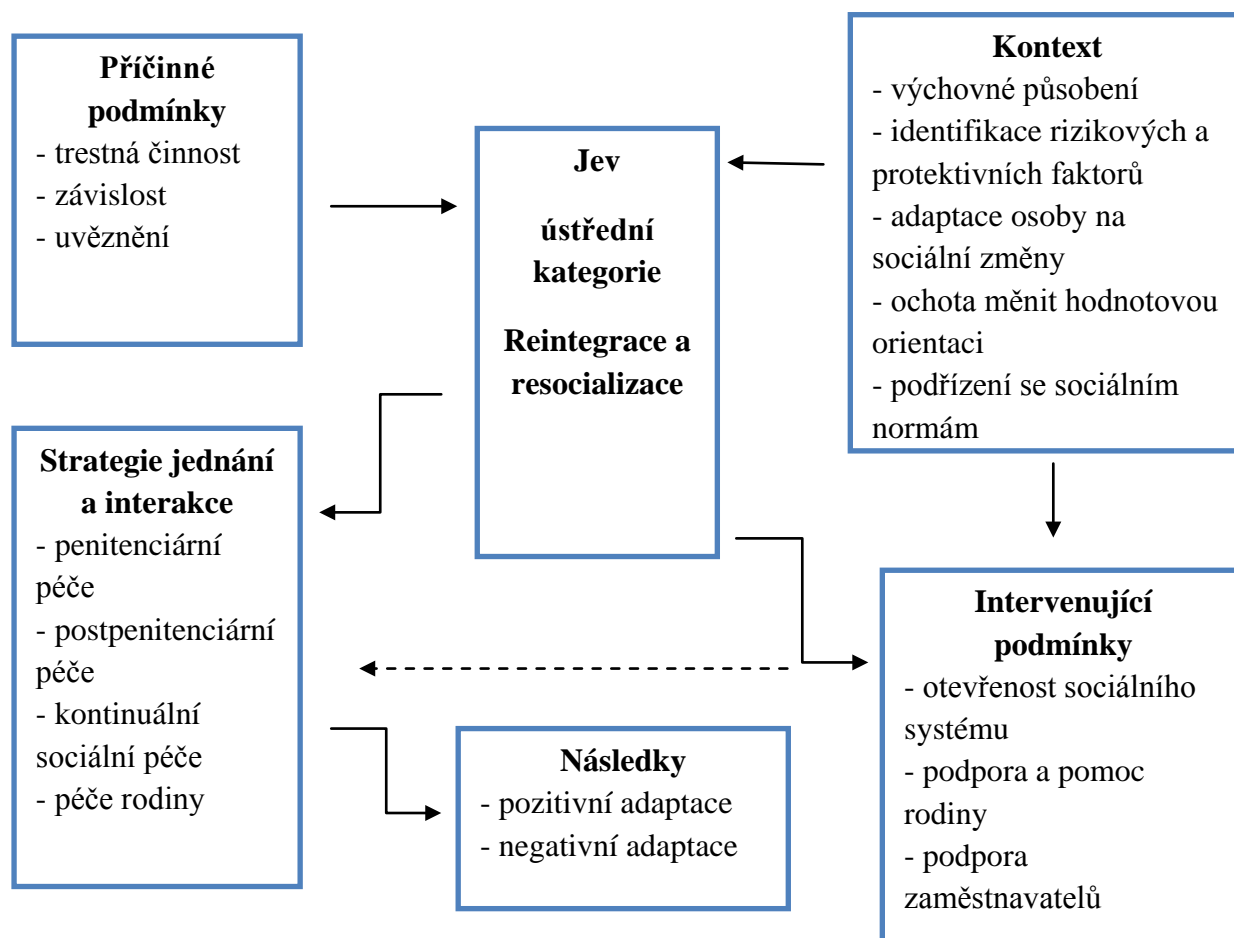 Příčinné
podmínky
- trestná činnost
- závislost
- uvěznění
Jev
ústřední
kategorie
Reintegrace a
resocializace
Kontext
- výchovné působení
- identifikace rizikových a
protektivních faktorů
- adaptace osoby na
sociální změny
- ochota měnit hodnotovou
orientaci
- podřízení se sociálním
normám
Strategie jednání
a interakce
- penitenciární
péče
- postpenitenciární
péče
- kontinuální
sociální péče
- péče rodiny
Následky
- pozitivní adaptace
- negativní adaptace
Intervenující
podmínky
- otevřenost sociálního
systému
- podpora a pomoc
rodiny
- podpora
zaměstnavatelů